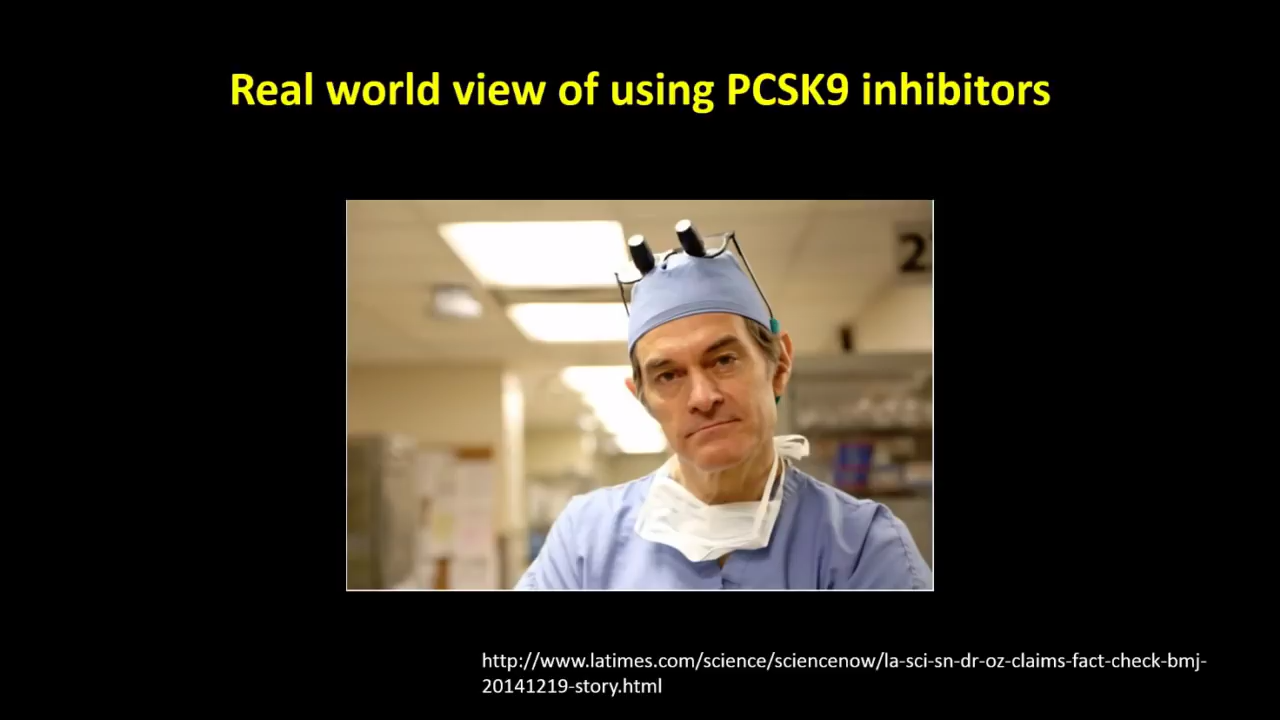 Real world view of using PCSK9 inhibitors
2
http://www.latimes.com/science/sciencenow/la-sci-sn-dr-oz-claims-fact-check-bmj-
20141219-story.html